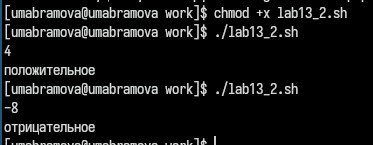 [umabramova@umabramova work]$ chmod +x lab13_2.sh
[umabramova@umabramova work]$ ./lab13_2.sh
4
положительное
[umabramova@umabramova work]$ ./lab13_2.sh
-8
отрицательное
[umabramova@umabramova work]$